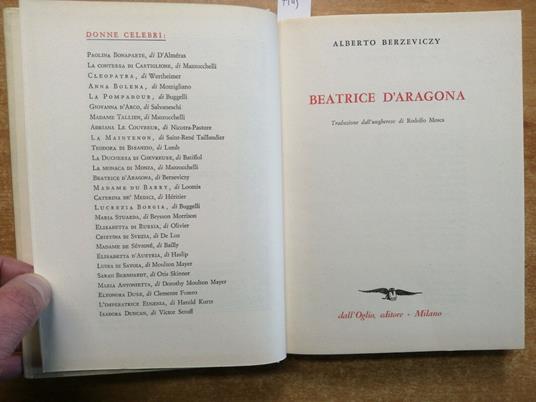 DONNE CELEBRI:
PAOLINA BONAPARTE, di D'Alméras
LA CONTESSA DI CASTIGLIONE, di Mazzucchelli
CLEOPATRA, di Wertheimer
ANNA BOLENA, di Momigliano
LA POMPADOUR, di Buggelli
GIOVANNA D'ARCO, di Salvaneschi
MADAME TALLIEN, di Mazzucchelli
ADRIANA LE COUVREUR, di Nicotra-Pastore
LA MAINTENON, di Saint-René Taillandier
TEODORA DI BISANZIO, di Lamb
LA DUCHESSA DI CHEVREUSE, di Batiffol
LA MONACA DI MONZA, di Mazzucchelli
BEATRICE D'ARAGONA, di Berzeviczy
MADAME DU BARRY, di Loomis
CATERINA DE' MEDICI, di Héritier
LUCREZIA BORGIA, di Buggelli
MARIA STUARDA, di Brysson Morrison
ELISABETTA DI RUSSIA, di Olivier
CRISTINA DI SVEZIA, di De Luz
MADAME DE SÉVIGNÉ, di Bailly
ELISABETTA D'AUSTRIA, di Haslip
LUISA DI SAVOIA, di Moulton Mayer
SARAH BERNHARDT, di Otis Skinner
MARIA ANTONIETTA, di Dorothy Moulton Mayer
ELEONORA DUSE, di Clemente Fusero
L'IMPERATRICE EUGENIA, di Harold Kurtz
ISADORA DUNCAN, di Victor Seroff
ALBERTO BERZEVICZY
BEATRICE D'ARAGONA
Traduzione dall'ungherese di Rodolfo Mosca
dall'Oglio, editore - Milano